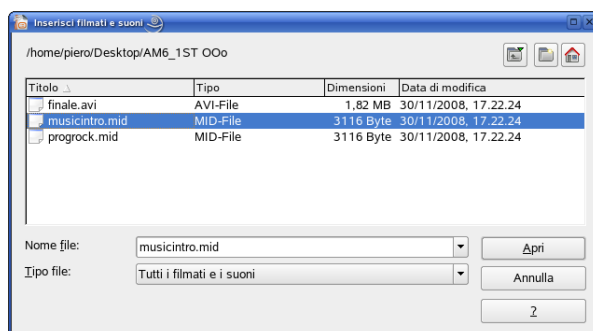 Inserisci filmati e suoni
/home/piero/Desktop/AM6_1ST OOo
Titolo Tipo Dimensioni Data di modifica
finale.avi AVI-File 1,82 MB 30/11/2008, 17.22.24
musicintro.mid MID-File 3116 Byte 30/11/2008, 17.22.24
progrock.mid MID-File 3116 Byte 30/11/2008, 17.22.24
Nome file: musicintro.mid Apri
Tipo file: Tutti i filmati e i suoni Annulla
?